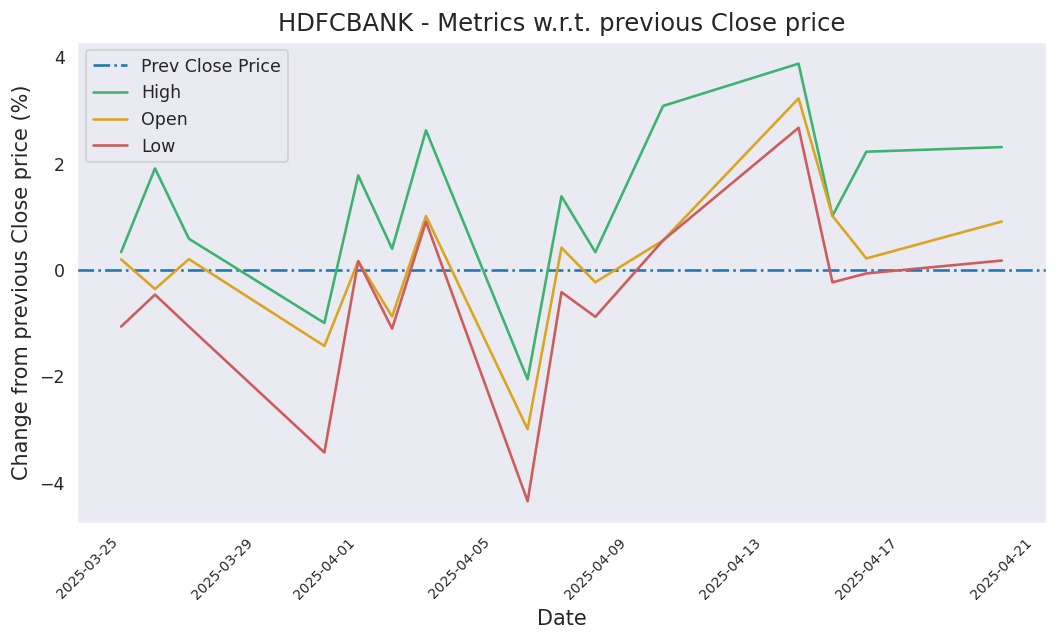 HDFCBANK - Metrics w.r.t. previous Close price
Change from previous Close price (%)
4
2
0
−2
−4
Prev Close Price
High
Open
Low
2025-03-25
2025-03-29
2025-04-01
2025-04-05
2025-04-09
2025-04-13
2025-04-17
2025-04-21
Date